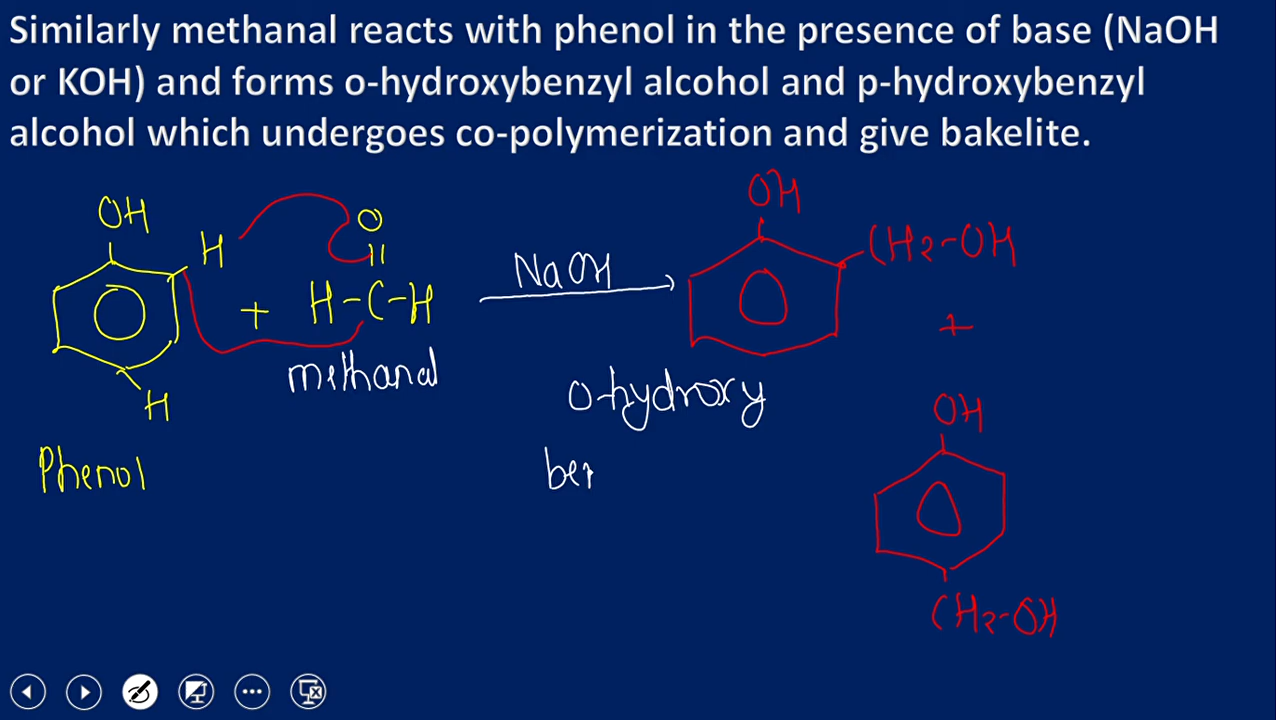 Similarly methanal reacts with phenol in the presence of base (NaOH
or KOH) and forms o-hydroxybenzyl alcohol and p-hydroxybenzyl
alcohol which undergoes co-polymerization and give bakelite.
OH
H
+
O
H-C-H
H
methanal
Phenol
NaOH
OH
CH2-OH
+
o-hydroxy
ben
OH
CH2-OH